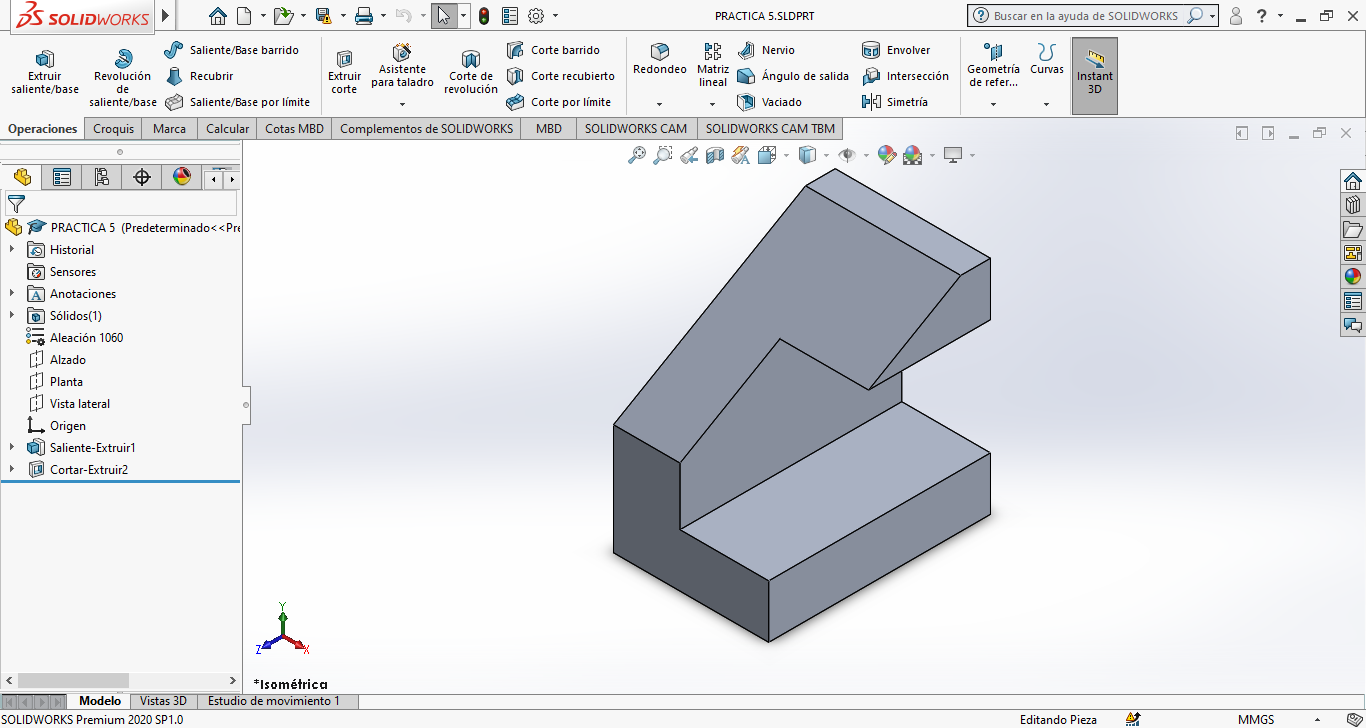 SOLIDWORKS
PRACTICA 5.SLDPRT
Buscar en la ayuda de SOLIDWORKS
?
Extruir saliente/base
Revolución de saliente/base
Saliente/Base barrido
Recubrir
Saliente/Base por límite
Extruir corte
Asistente para taladro
Corte de revolución
Corte barrido
Corte recubierto
Corte por límite
Redondeo
Matriz lineal
Nervio
Ángulo de salida
Vaciado
Envolver
Intersección
Simetría
Geometría de refer...
Curvas
Instant 3D
Operaciones
Croquis
Marca
Calcular
Cotas MBD
Complementos de SOLIDWORKS
MBD
SOLIDWORKS CAM
SOLIDWORKS CAM TBM
PRACTICA 5 (Predeterminado<<Pre
Historial
Sensores
Anotaciones
Sólidos(1)
Aleación 1060
Alzado
Planta
Vista lateral
Origen
Saliente-Extruir1
Cortar-Extruir2
Y
Z
X
*Isométrica
Modelo
Vistas 3D
Estudio de movimiento 1
SOLIDWORKS Premium 2020 SP1.0
Editando Pieza
MMGS